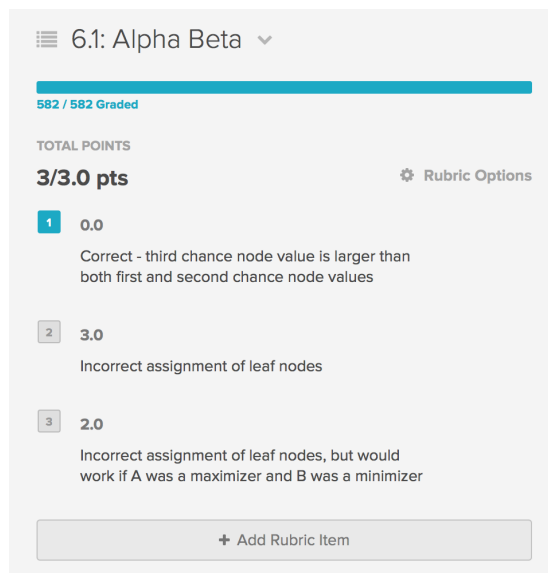 6.1: Alpha Beta
582 / 582 Graded
TOTAL POINTS
3/3.0 pts
Rubric Options
1
0.0
Correct - third chance node value is larger than
both first and second chance node values
2
3.0
Incorrect assignment of leaf nodes
3
2.0
Incorrect assignment of leaf nodes, but would
work if A was a maximizer and B was a minimizer
+ Add Rubric Item